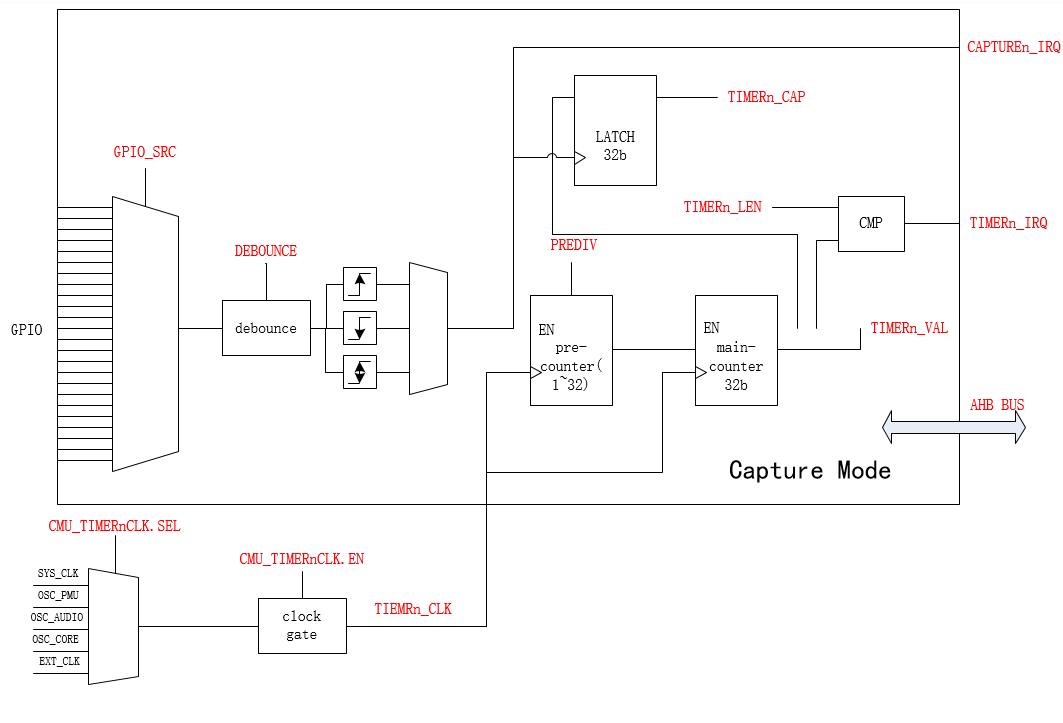 CAPTUREn_IRQ
TIMERn_CAP
LATCH
32b
GPIO_SRC
TIMERn_LEN
CMP
TIMERn_IRQ
DEBOUNCE
PREDIV
GPIO
debounce
EN
pre-
counter(
1~32)
EN
main-
counter
32b
TIMERn_VAL
AHB BUS
Capture Mode
CMU_TIMERnCLK.SEL
CMU_TIMERnCLK.EN
SYS_CLK
OSC_PMU
OSC_AUDIO
OSC_CORE
EXT_CLK
clock
gate
TIEMRn_CLK